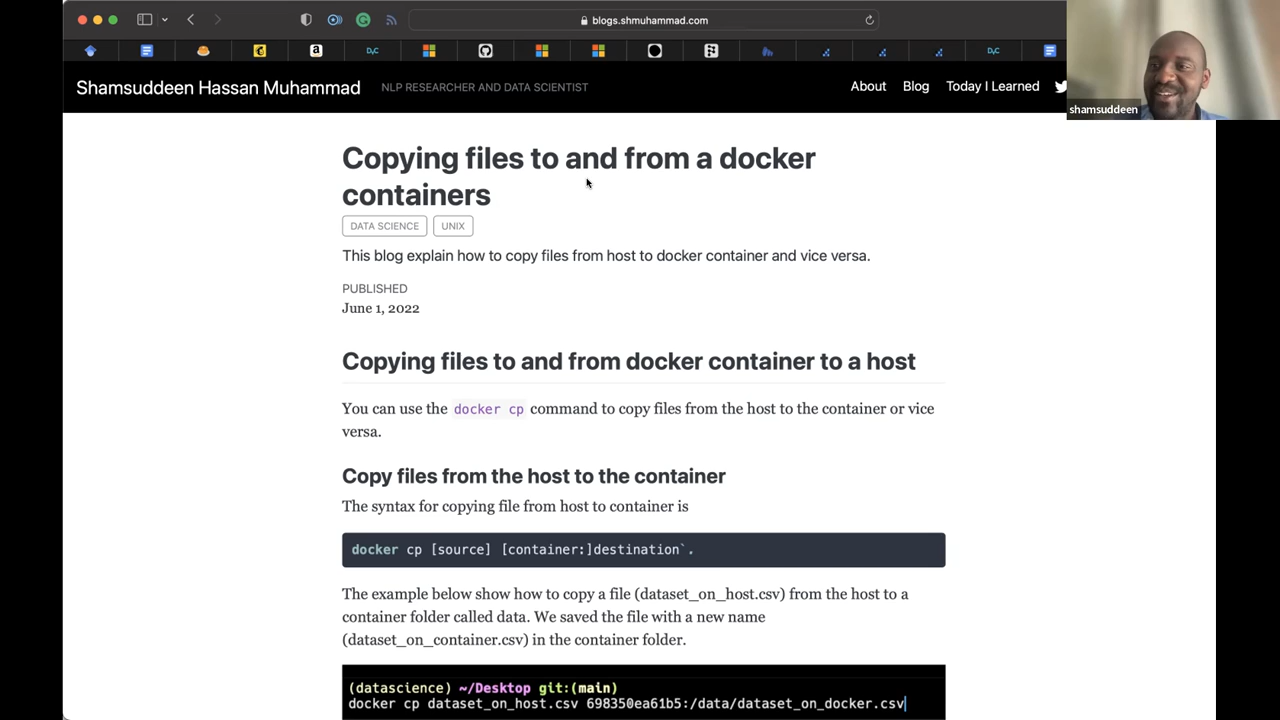 blogs.shmuhammad.com
Shamsuddeen Hassan Muhammad NLP RESEARCHER AND DATA SCIENTIST About Blog Today I Learned
shamsuddeen
Copying files to and from a docker
containers
DATA SCIENCE UNIX
This blog explain how to copy files from host to docker container and vice versa.
PUBLISHED
June 1, 2022
Copying files to and from docker container to a host
You can use the docker cp command to copy files from the host to the container or vice
versa.
Copy files from the host to the container
The syntax for copying file from host to container is
docker cp [source] [container:]destination`.
The example below show how to copy a file (dataset_on_host.csv) from the host to a
container folder called data. We saved the file with a new name
(dataset_on_container.csv) in the container folder.
(datascience) ~/Desktop git:(main)
docker cp dataset_on_host.csv 698350ea61b5:/data/dataset_on_docker.csv